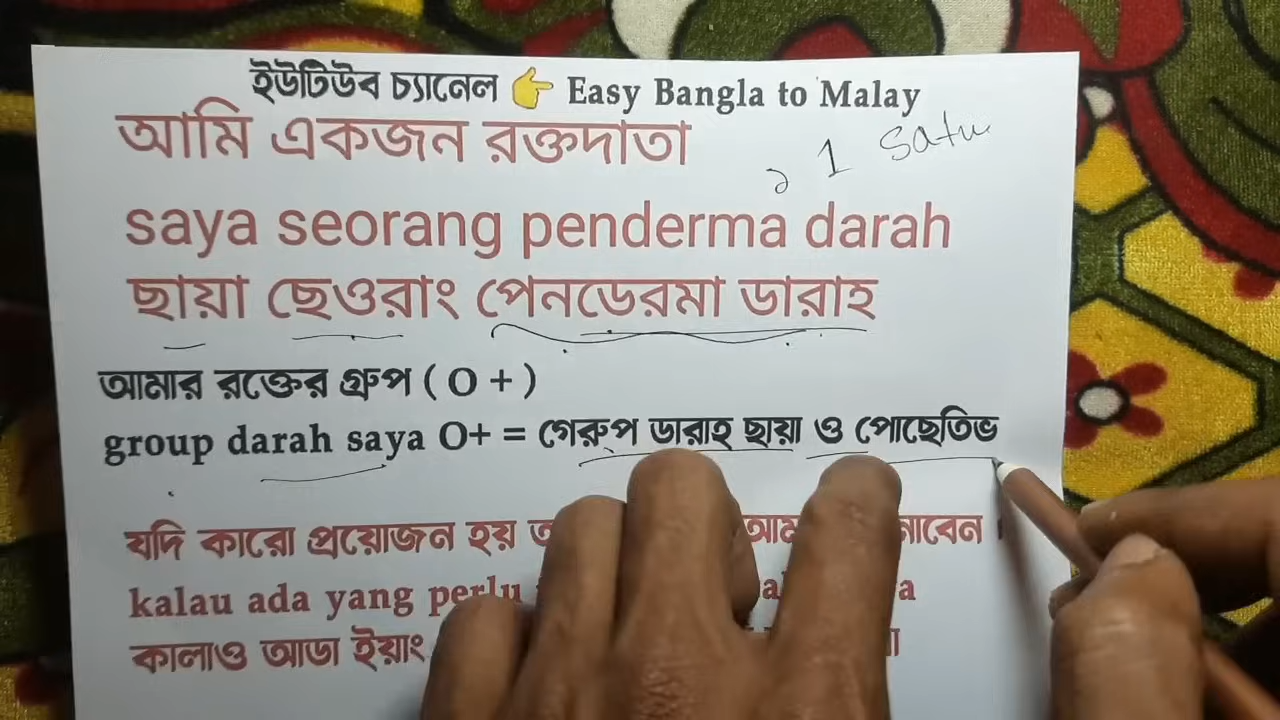 ইউটিউব চ্যানেল 👉 Easy Bangla to Malay
আমি একজন রক্তদাতা
১ 1 satu
saya seorang penderma darah
ছায়া ছেওরাং পেনডেরমা ডারাহ
আমার রক্তের গ্রুপ ( O + )
group darah saya O+ = গেরুপ ডারাহ ছায়া ও পোছেতিভ
যদি কারো প্রয়োজন হয়
kalau ada yang perlu
কালাও আডা ইয়াং